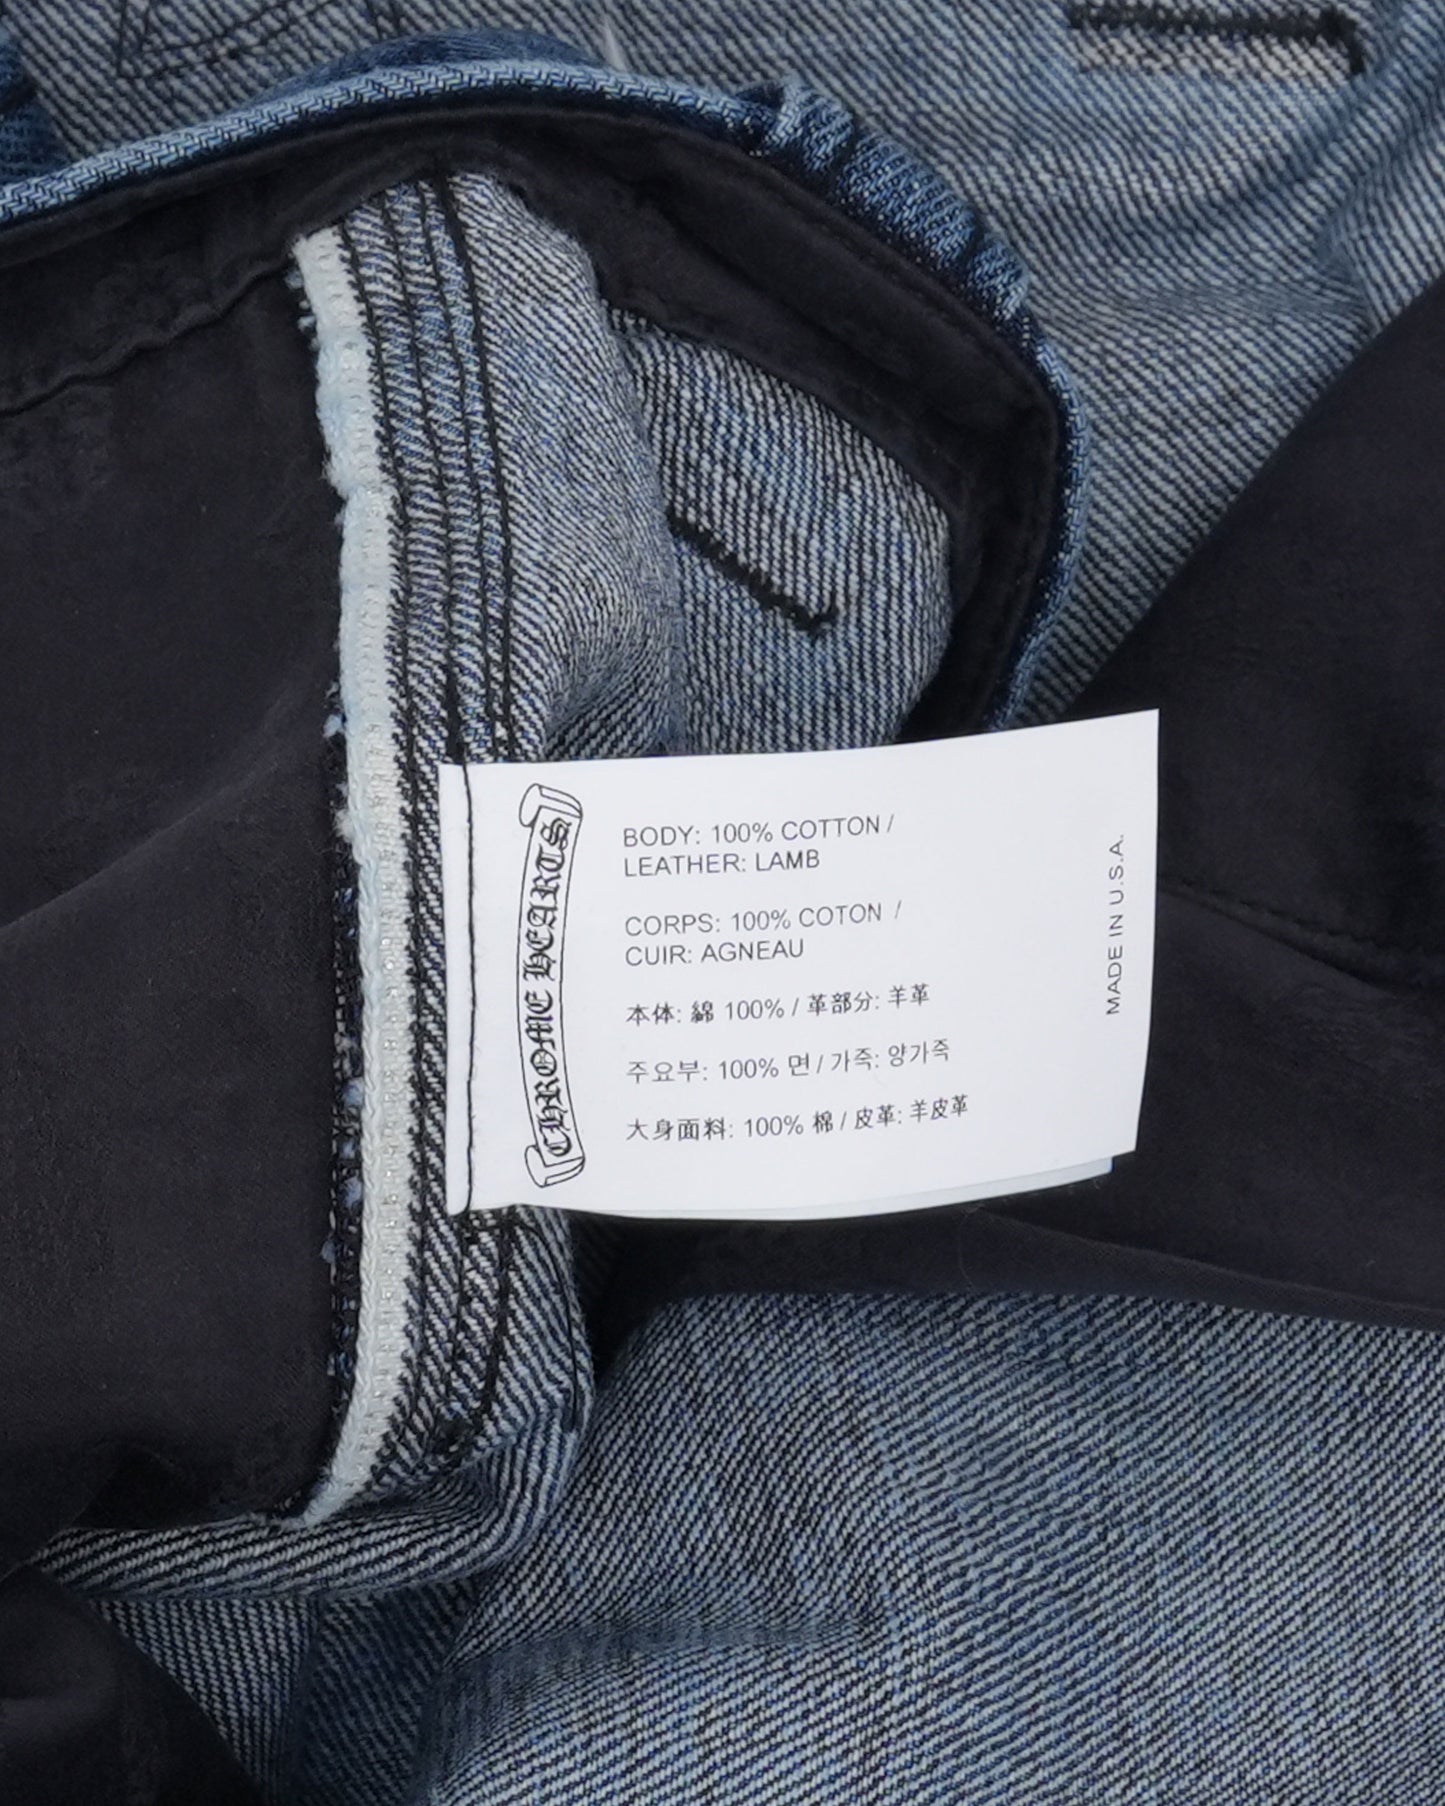 CHROME HEARTS
BODY: 100% COTTON /
LEATHER: LAMB
CORPS: 100% COTON /
CUIR: AGNEAU
本体: 綿 100% / 革部分: 羊革
주요부: 100% 면 / 가죽: 양가죽
大身面料: 100% 棉 / 皮革: 羊皮革
MADE IN U.S.A.